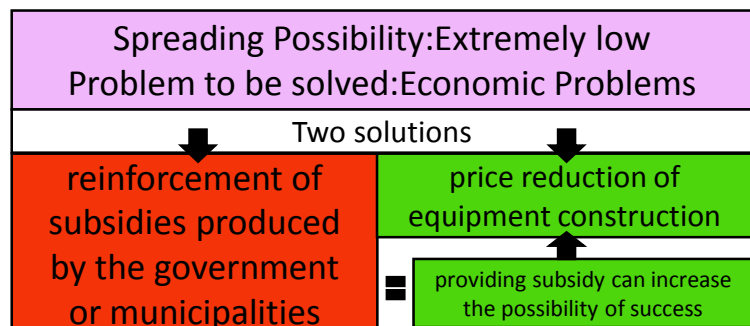 Spreading Possibility:Extremely low
Problem to be solved:Economic Problems
Two solutions
reinforcement of
subsidies produced
by the government
or municipalities
price reduction of
equipment construction
=
providing subsidy can increase
the possibility of success